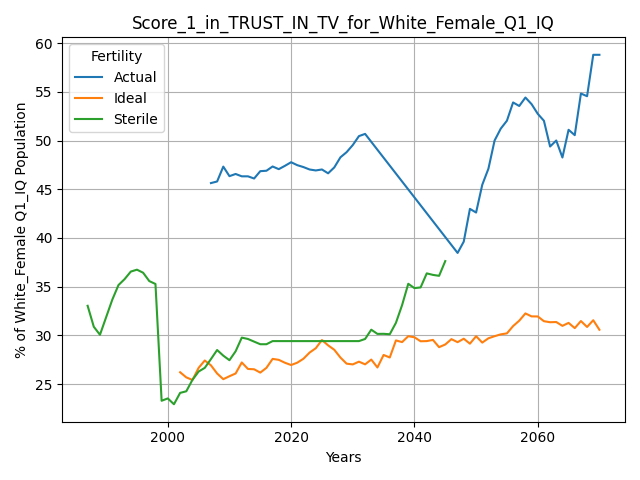 Score_1_in_TRUST_IN_TV_for_White_Female_Q1_IQ
Fertility
Actual
Ideal
Sterile
% of White_Female Q1_IQ Population
60
55
50
45
40
35
30
25
2000
2020
2040
2060
Years